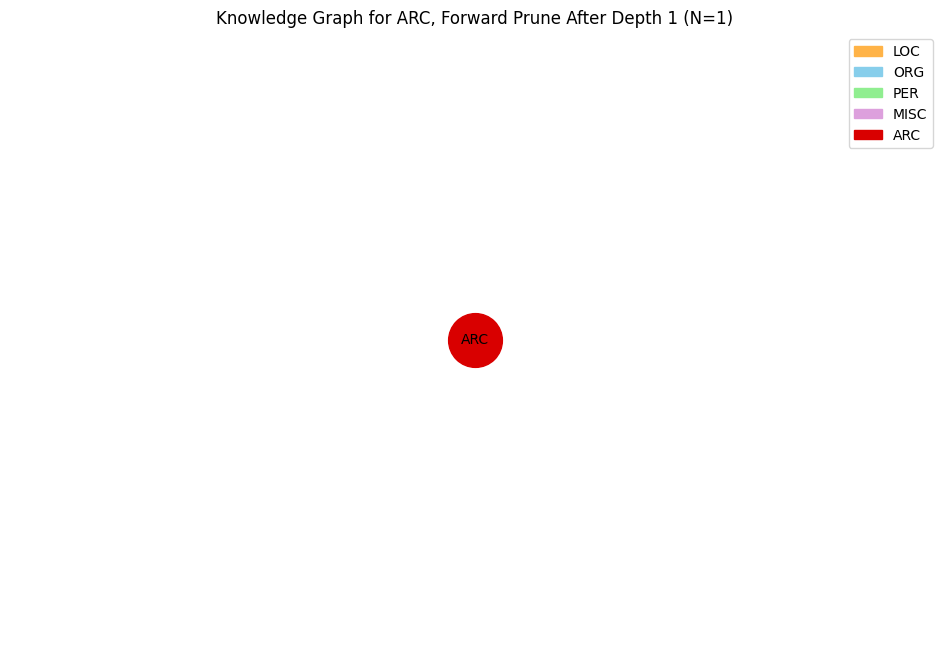 Knowledge Graph for ARC, Forward Prune After Depth 1 (N=1)
LOC
ORG
PER
MISC
ARC
ARC